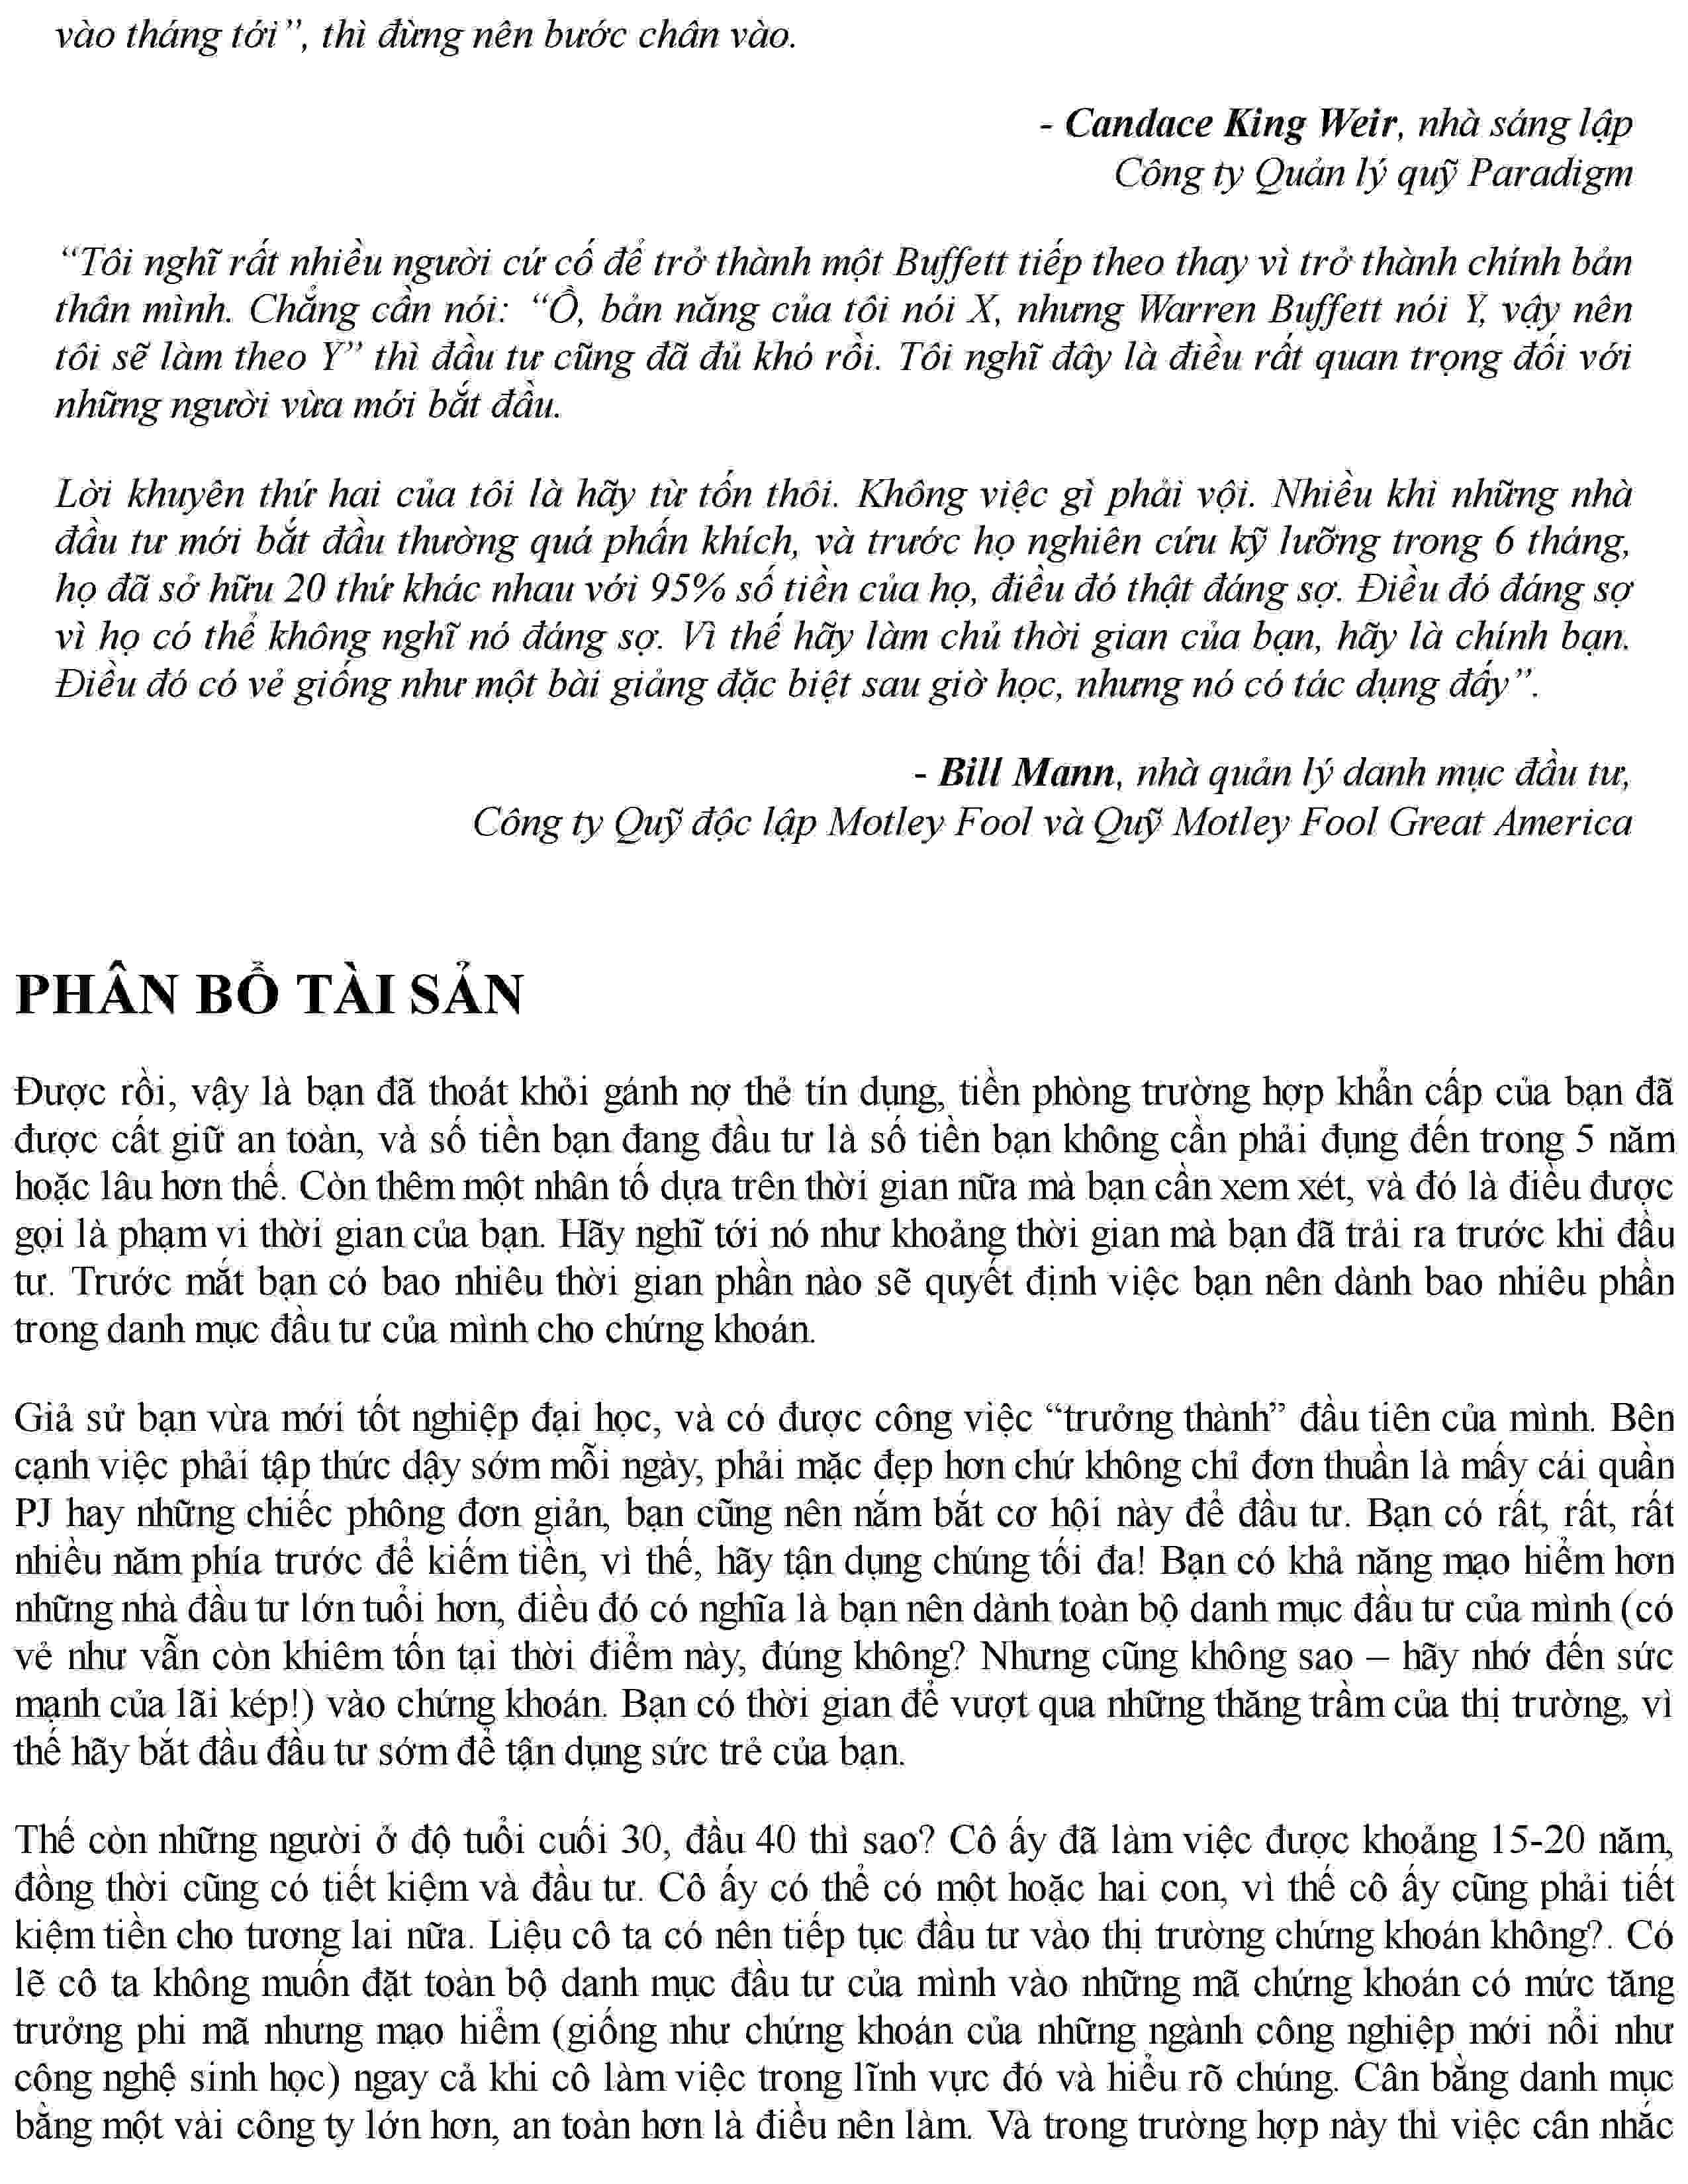 vào tháng tới”, thì đừng nên bước chân vào.
- Candace King Weir, nhà sáng lập
Công ty Quản lý quỹ Paradigm
“Tôi nghĩ rất nhiều người cứ cố để trở thành một Buffett tiếp theo thay vì trở thành chính bản
thân mình. Chẳng cần nói: “Ồ, bản năng của tôi nói X, nhưng Warren Buffett nói Y, vậy nên
tôi sẽ làm theo Y” thì đầu tư cũng đã đủ khó rồi. Tôi nghĩ đây là điều rất quan trọng đối với
những người vừa mới bắt đầu.
Lời khuyên thứ hai của tôi là hãy từ tốn thôi. Không việc gì phải vội. Nhiều khi những nhà
đầu tư mới bắt đầu thường quá phấn khích, và trước họ nghiên cứu kỹ lưỡng trong 6 tháng,
họ đã sở hữu 20 thứ khác nhau với 95% số tiền của họ, điều đó thật đáng sợ. Điều đó đáng sợ
vì họ có thể không nghĩ nó đáng sợ. Vì thế hãy làm chủ thời gian của bạn, hãy là chính bạn.
Điều đó có vẻ giống như một bài giảng đặc biệt sau giờ học, nhưng nó có tác dụng đấy”.
- Bill Mann, nhà quản lý danh mục đầu tư,
Công ty Quỹ độc lập Motley Fool và Quỹ Motley Fool Great America
PHÂN BỔ TÀI SẢN
Được rồi, vậy là bạn đã thoát khỏi gánh nợ thẻ tín dụng, tiền phòng trường hợp khẩn cấp của bạn đã
được cất giữ an toàn, và số tiền bạn đang đầu tư là số tiền bạn không cần phải đụng đến trong 5 năm
hoặc lâu hơn thế. Còn thêm một nhân tố dựa trên thời gian nữa mà bạn cần xem xét, và đó là điều được
gọi là phạm vi thời gian của bạn. Hãy nghĩ tới nó như khoảng thời gian mà bạn đã trải ra trước khi đầu
tư. Trước mắt bạn có bao nhiêu thời gian phần nào sẽ quyết định việc bạn nên dành bao nhiêu phần
trong danh mục đầu tư của mình cho chứng khoán.
Giả sử bạn vừa mới tốt nghiệp đại học, và có được công việc “trưởng thành” đầu tiên của mình. Bên
cạnh việc phải tập thức dậy sớm mỗi ngày, phải mặc đẹp hơn chứ không chỉ đơn thuần là mấy cái quần
PJ hay những chiếc phông đơn giản, bạn cũng nên nắm bắt cơ hội này để đầu tư. Bạn có rất, rất, rất
nhiều năm phía trước để kiếm tiền, vì thế, hãy tận dụng chúng tối đa! Bạn có khả năng mạo hiểm hơn
những nhà đầu tư lớn tuổi hơn, điều đó có nghĩa là bạn nên dành toàn bộ danh mục đầu tư của mình (có
vẻ như vẫn còn khiêm tốn tại thời điểm này, đúng không? Nhưng cũng không sao – hãy nhớ đến sức
mạnh của lãi kép!) vào chứng khoán. Bạn có thời gian để vượt qua những thăng trầm của thị trường, vì
thế hãy bắt đầu đầu tư sớm để tận dụng sức trẻ của bạn.
Thế còn những người ở độ tuổi cuối 30, đầu 40 thì sao? Cô ấy đã làm việc được khoảng 15-20 năm,
đồng thời cũng có tiết kiệm và đầu tư. Cô ấy có thể có một hoặc hai con, vì thế cô ấy cũng phải tiết
kiệm tiền cho tương lai nữa. Liệu cô ta có nên tiếp tục đầu tư vào thị trường chứng khoán không?. Có
lẽ cô ta không muốn đặt toàn bộ danh mục đầu tư của mình vào những mã chứng khoán có mức tăng
trưởng phi mã nhưng mạo hiểm (giống như chứng khoán của những ngành công nghiệp mới nổi như
công nghệ sinh học) ngay cả khi cô làm việc trong lĩnh vực đó và hiểu rõ chúng. Cân bằng danh mục
bằng một vài công ty lớn hơn, an toàn hơn là điều nên làm. Và trong trường hợp này thì việc cân nhắc